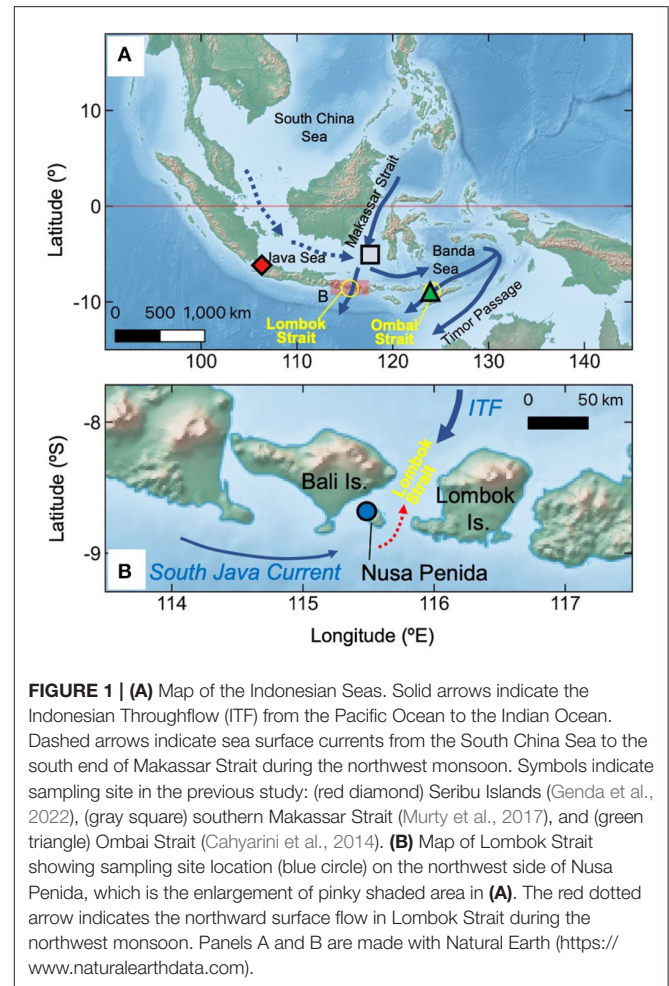 A
South China
Sea
Makassar Strait
Java Sea
Banda
Sea
B
Lombok
Strait
Ombai
Strait
Timor Passage
0 500 1,000 km
10
0
-10
Latitude (º)
100 110 120 130 140
-8
-9
Latitude (ºS)
ITF
0 50 km
Bali Is.
Lombok
Strait
Lombok
Is.
South Java Current
Nusa Penida
B
114 115 116 117
Longitude (ºE)
FIGURE 1 | (A) Map of the Indonesian Seas. Solid arrows indicate the
Indonesian Throughflow (ITF) from the Pacific Ocean to the Indian Ocean.
Dashed arrows indicate sea surface currents from the South China Sea to the
south end of Makassar Strait during the northwest monsoon. Symbols indicate
sampling site in the previous study: (red diamond) Seribu Islands (Genda et al.,
2022), (gray square) southern Makassar Strait (Murty et al., 2017), and (green
triangle) Ombai Strait (Cahyarini et al., 2014). (B) Map of Lombok Strait
showing sampling site location (blue circle) on the northwest side of Nusa
Penida, which is the enlargement of pinky shaded area in (A). The red dotted
arrow indicates the northward surface flow in Lombok Strait during the
northwest monsoon. Panels A and B are made with Natural Earth (https://
www.naturalearthdata.com).